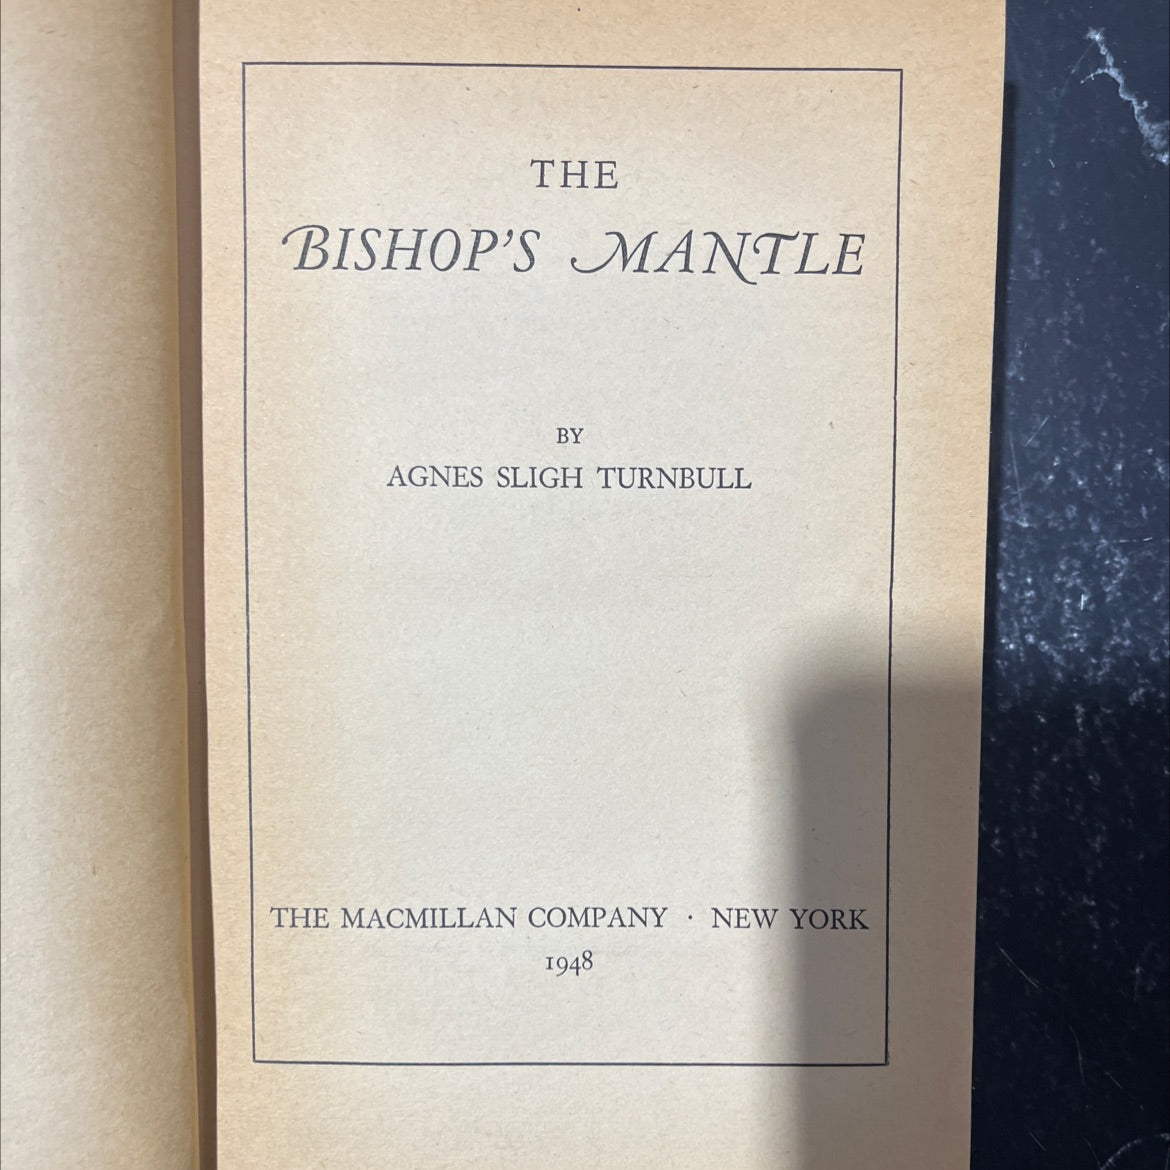 THE
BISHOP'S MANTLE
BY
AGNES SLIGH TURNBULL
THE MACMILLAN COMPANY · NEW YORK
1948